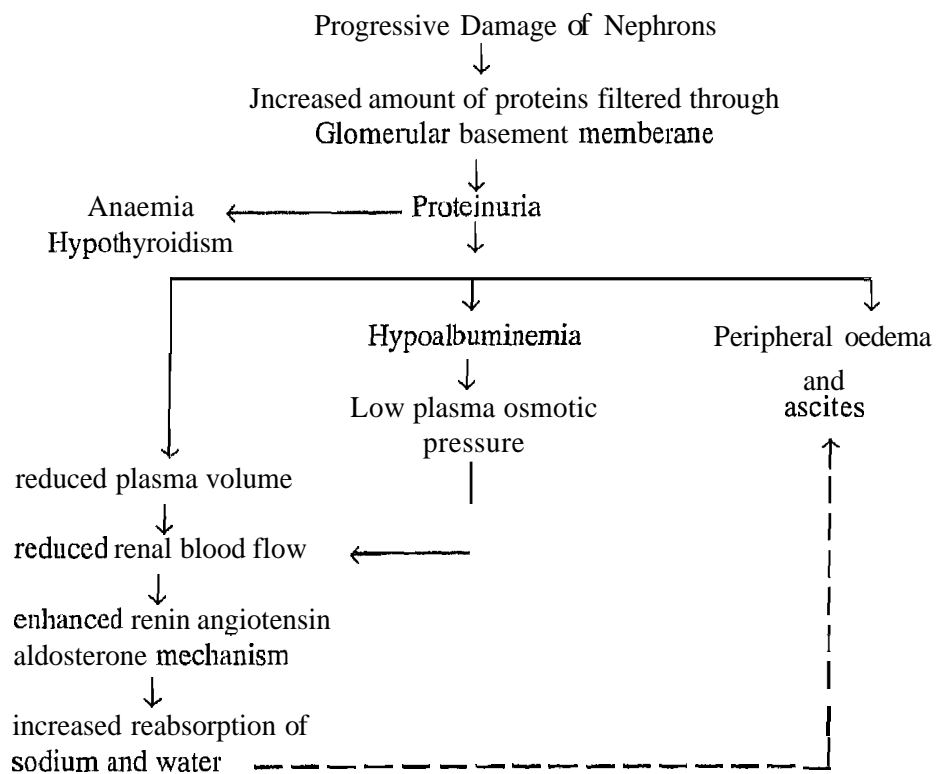 Progressive Damage of Nephrons
Jncreased amount of proteins filtered through
Glomerular basement memberane
Proteinuria
Anaemia
Hypothyroidism
Hypoalbuminemia
Low plasma osmotic
pressure
Peripheral oedema
and
ascites
reduced plasma volume
reduced renal blood flow
enhanced renin angiotensin
aldosterone mechanism
increased reabsorption of
sodium and water